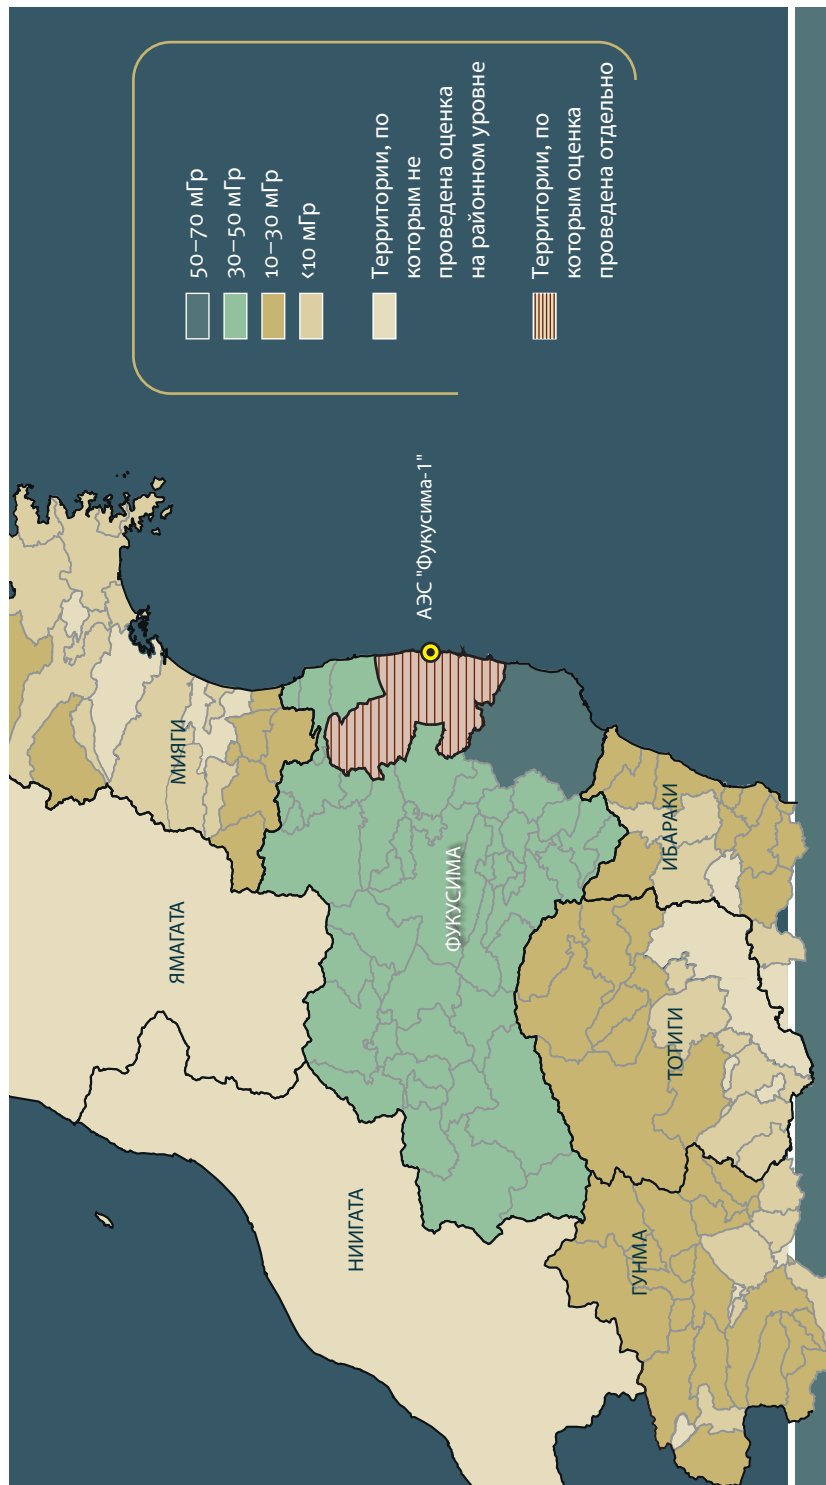 50–70 мГр
30–50 мГр
10–30 мГр
<10 мГр
Территории, по
которым не
проведена оценка
на районном уровне
Территории, по
которым оценка
проведена отдельно
АЭС "Фукусима-1"
МИЯГИ
ЯМАГАТА
ФУКУСИМА
НИИГАТА
ИБАРАКИ
ТОТИГИ
ГУНМА